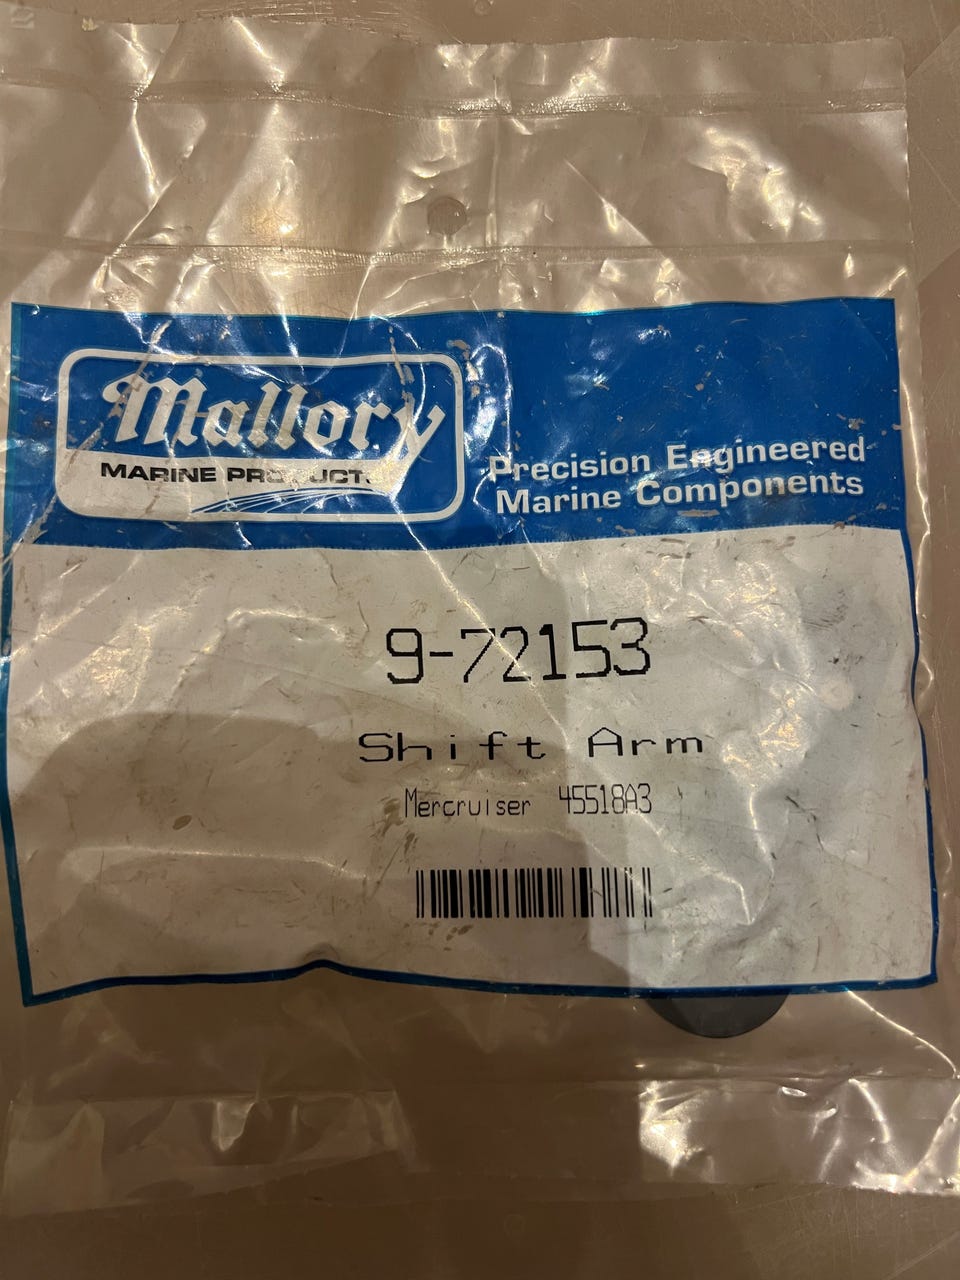 Mallory
MARINE PRODUCTS
Precision Engineered
Marine Components
9-72153
Shift Arm
Mercruiser 45518A3